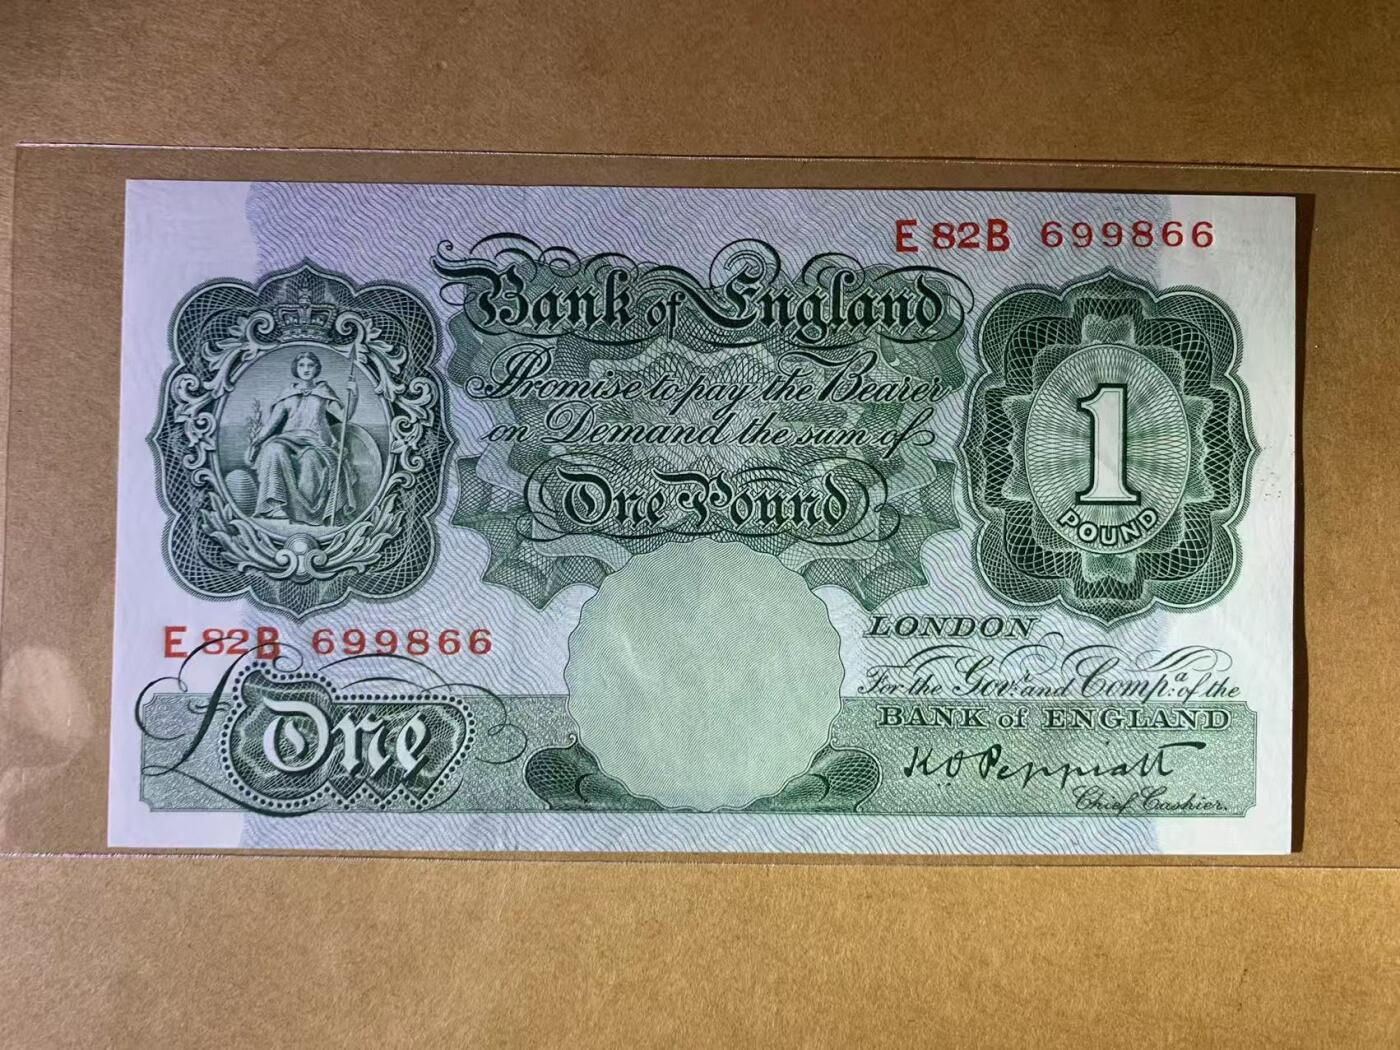 E 82B 699866
Bank of England
Promise to pay the Bearer
on Demand the sum of
One Pound
1
POUND
E 82B 699866
LONDON
For the Govr. and Compa. of the
BANK of ENGLAND
£ One
K O Peppiatt
Chief Cashier.